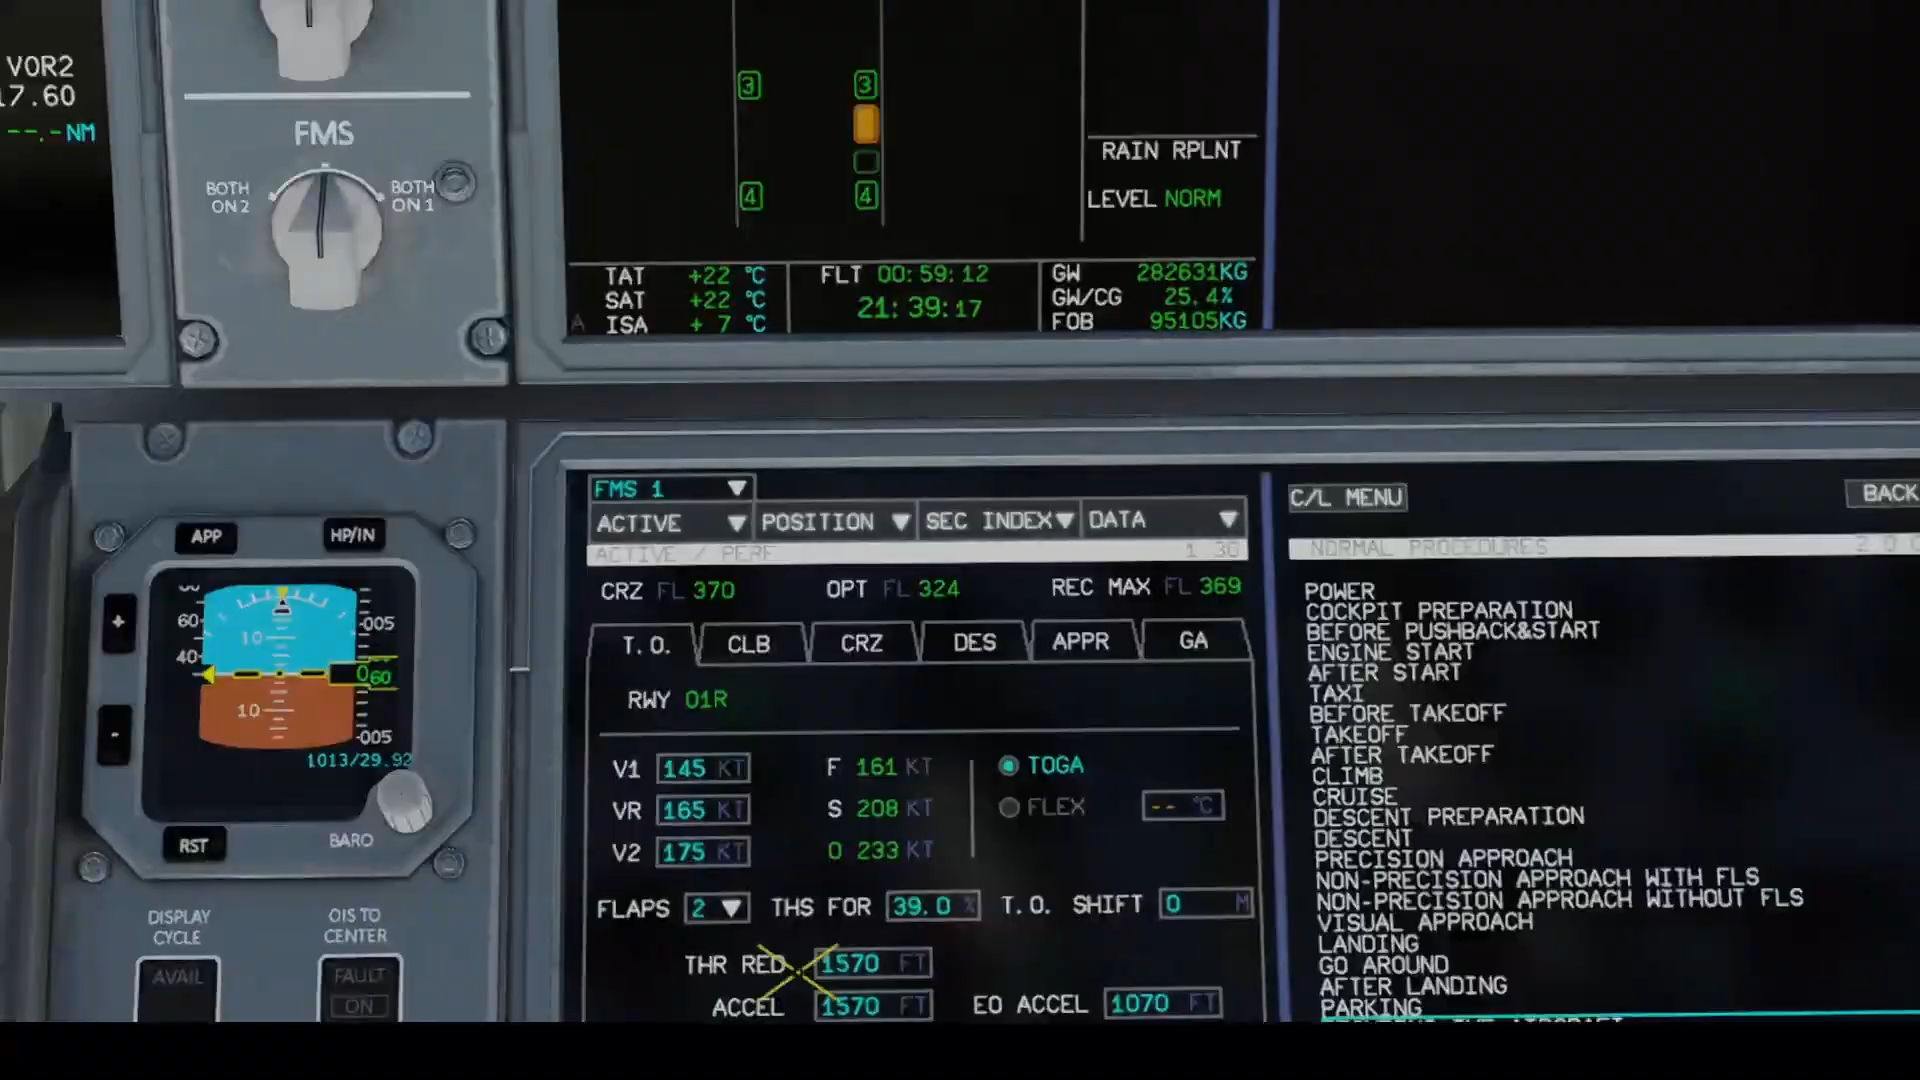 VOR2
17.60
--.-NM
FMS
BOTH
ON 2
BOTH
ON 1
3
3
4
4
RAIN RPLNT
LEVEL NORM
TAT +22 °C
SAT +22 °C
ISA + 7 °C
FLT 00:59:12
21:39:17
GW 282631KG
GW/CG 25.4%
FOB 95105KG
A
APP
HP/IN
+
-
60
40
10
10
005
060
005
1013/29.92
RST
BARO
DISPLAY
CYCLE
OIS TO
CENTER
AVAIL
FAULT
ON
FMS 1
ACTIVE
POSITION
SEC INDEX
DATA
ACTIVE / PERF
CRZ FL 370
OPT FL 324
REC MAX FL 369
T.O.
CLB
CRZ
DES
APPR
GA
RWY 01R
V1 145 KT
F 161 KT
TOGA
VR 165 KT
S 208 KT
FLEX
-- °C
V2 175 KT
O 233 KT
FLAPS 2
THS FOR 39.0 %
T.O. SHIFT 0 M
THR RED 1570 FT
ACCEL 1570 FT
EO ACCEL 1070 FT
C/L MENU
BACK
NORMAL PROCEDURES
POWER
COCKPIT PREPARATION
BEFORE PUSHBACK&START
ENGINE START
AFTER START
TAXI
BEFORE TAKEOFF
TAKEOFF
AFTER TAKEOFF
CLIMB
CRUISE
DESCENT PREPARATION
DESCENT
PRECISION APPROACH
NON-PRECISION APPROACH WITH FLS
NON-PRECISION APPROACH WITHOUT FLS
VISUAL APPROACH
LANDING
GO AROUND
AFTER LANDING
PARKING